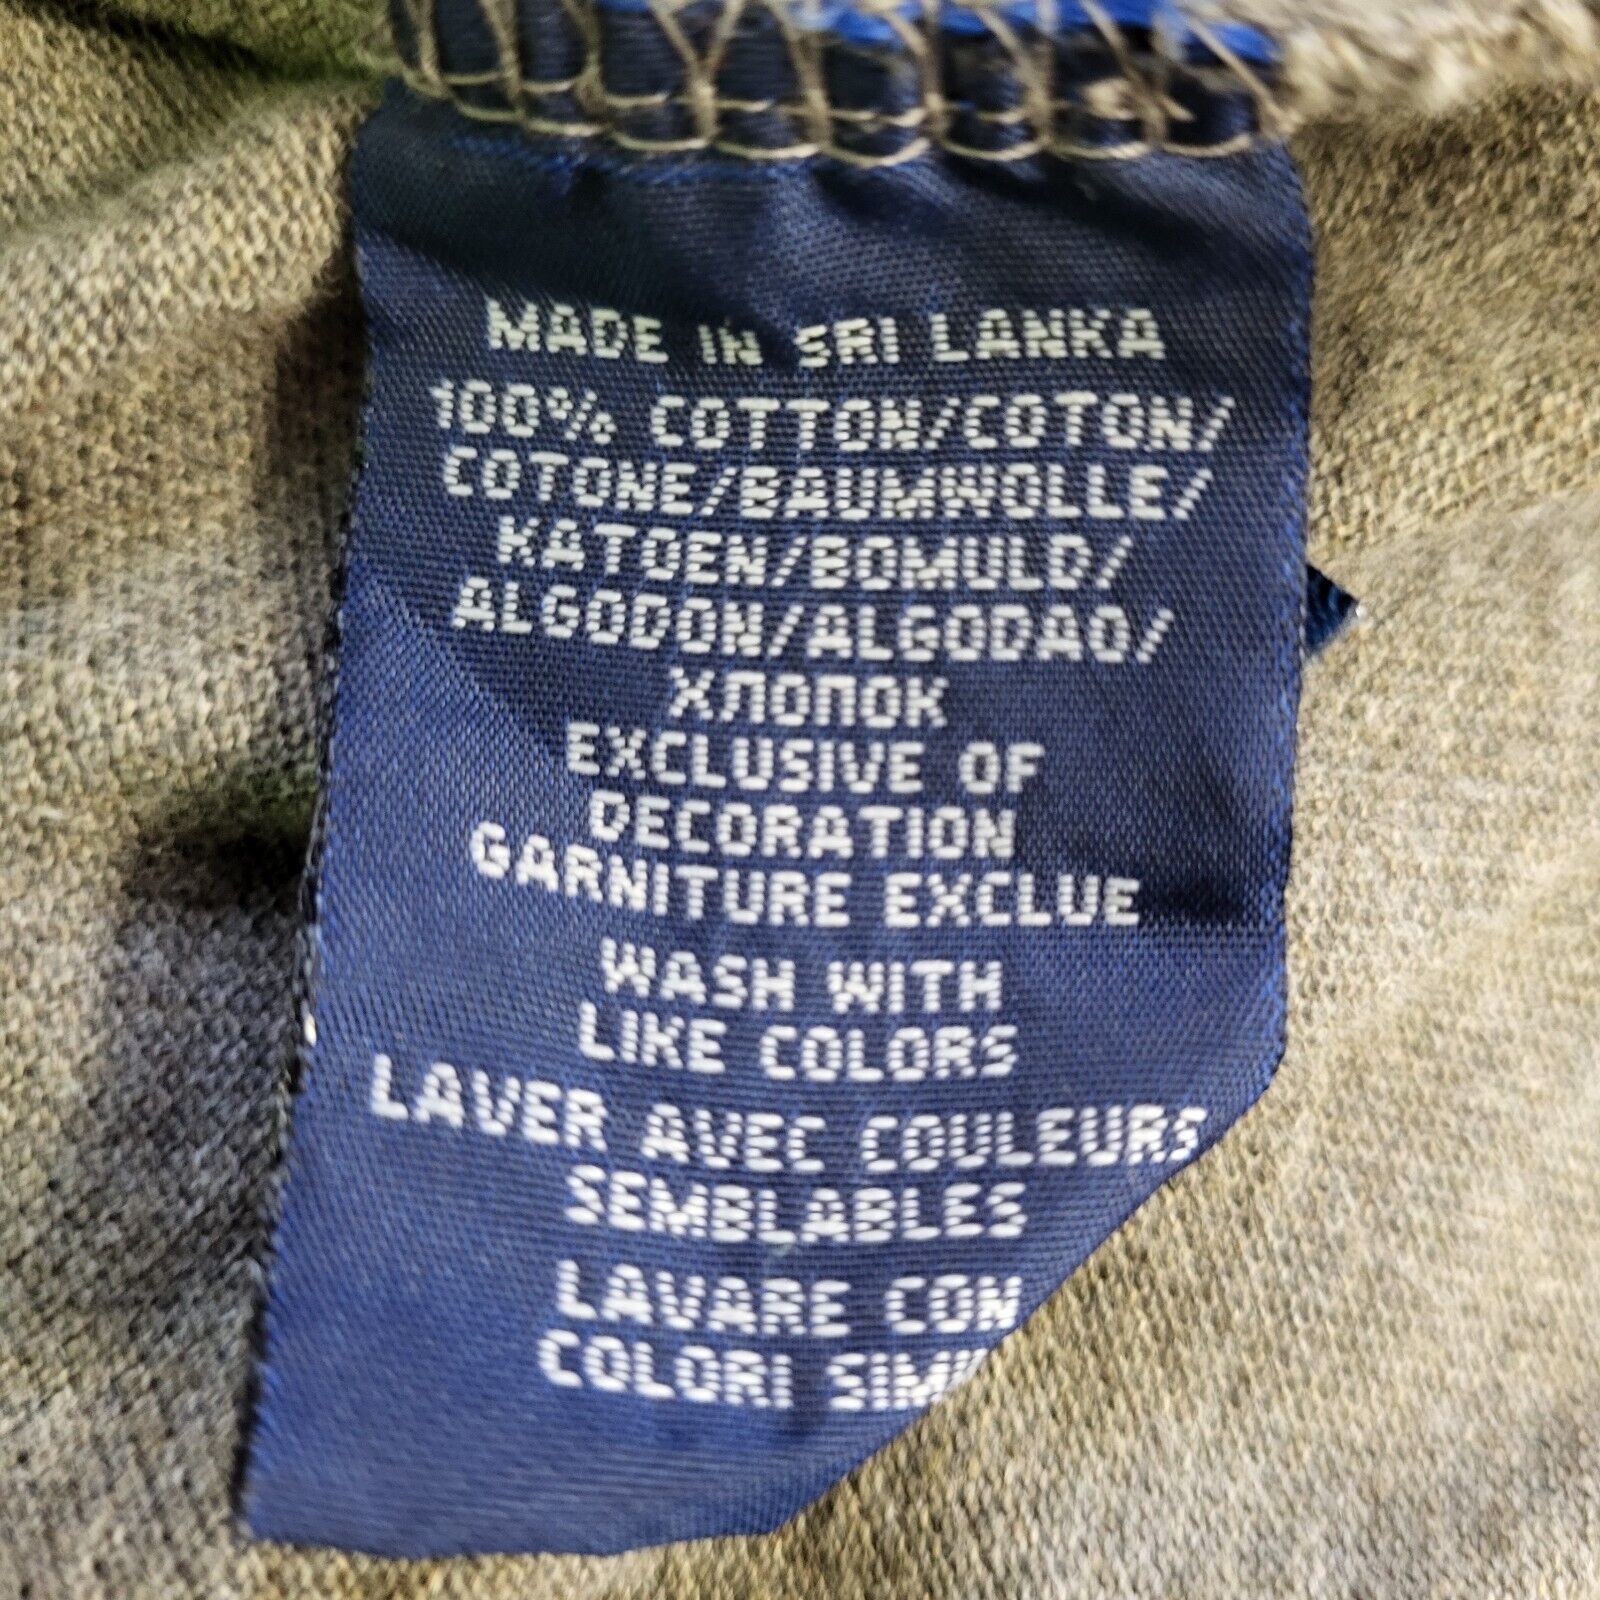 MADE IN SRI LANKA
100% COTTON/COTON/
COTONE/BAUMWOLLE/
KATOEN/BOMULD/
ALGODON/ALGODAO/
ХЛОПОК
EXCLUSIVE OF
DECORATION
GARNITURE EXCLUE
WASH WITH
LIKE COLORS
LAVER AVEC COULEURS
SEMBLABLES
LAVARE CON
COLORI